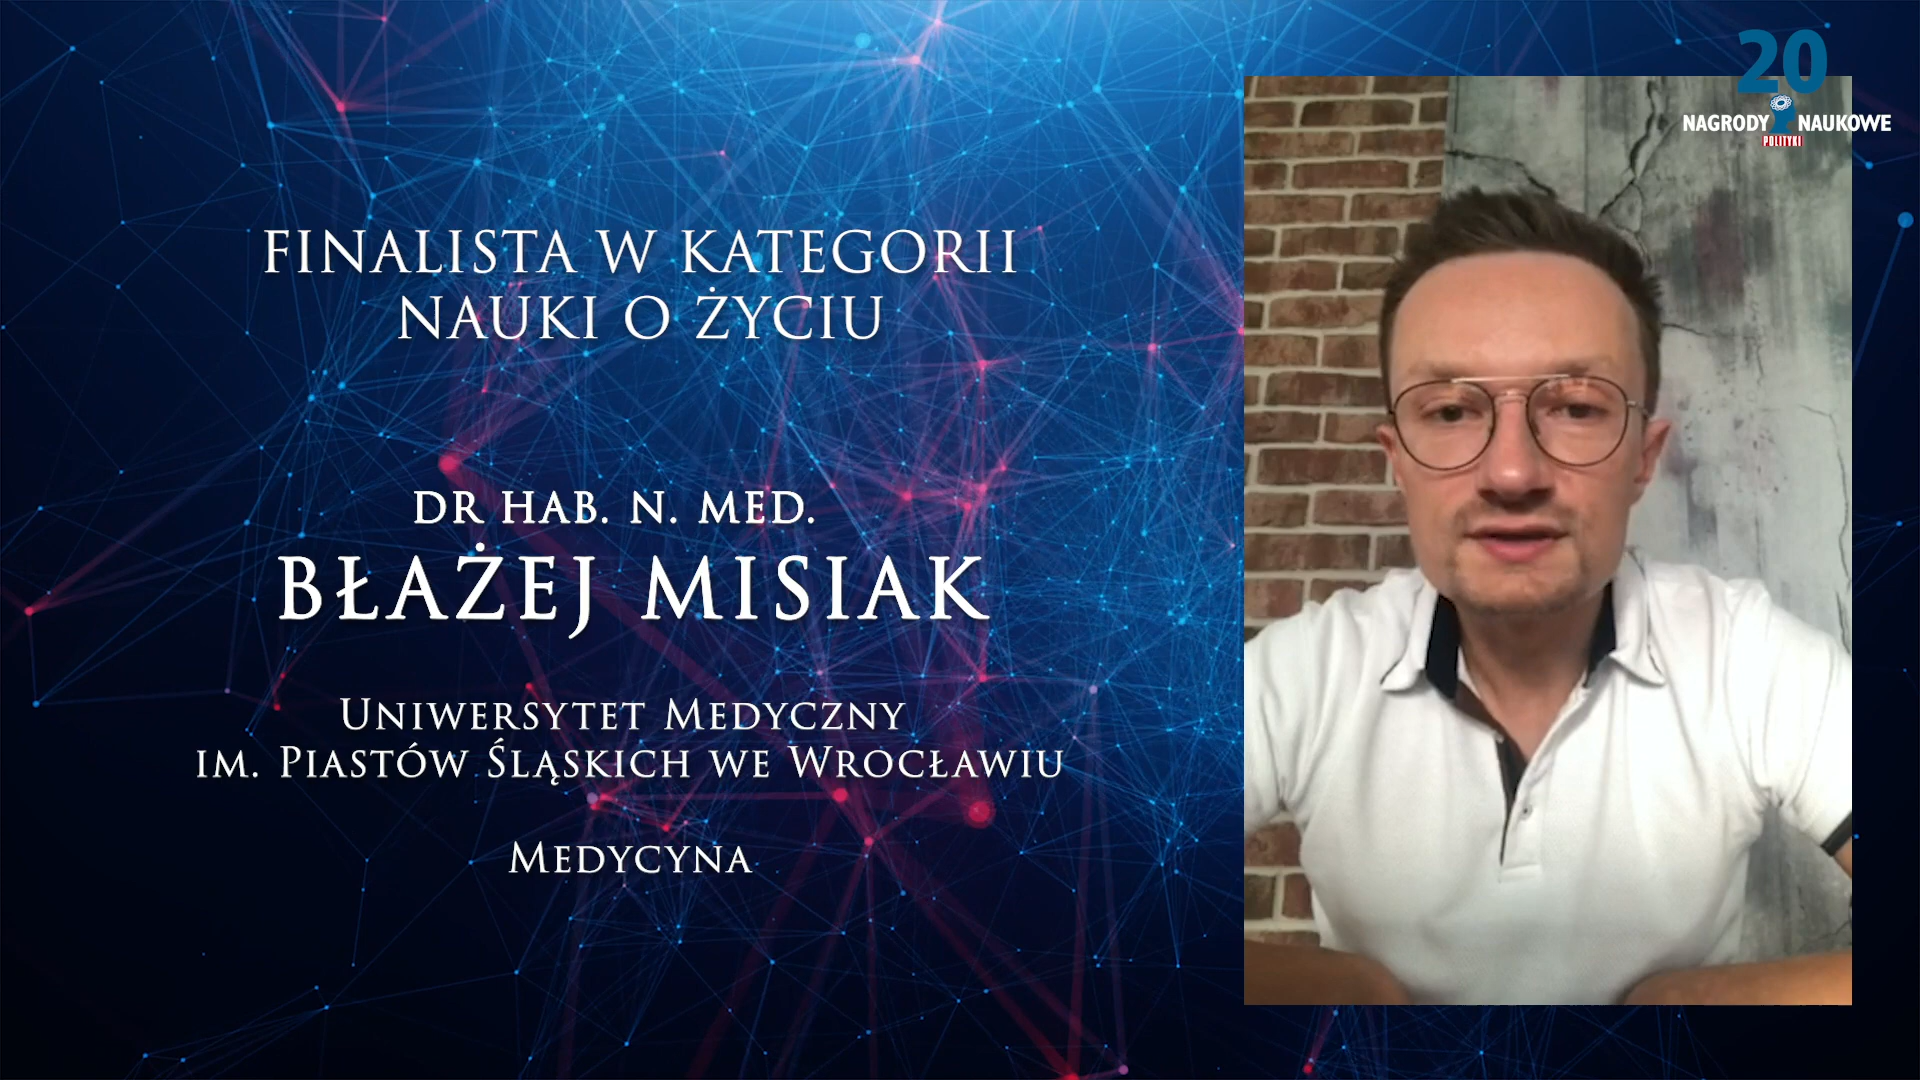 20
NAGRODY NAUKOWE
POLITYKI
FINALISTA W KATEGORII
NAUKI O ŻYCIU
DR HAB. N. MED.
BŁAŻEJ MISIAK
UNIWERSYTET MEDYCZNY
IM. PIASTÓW ŚLĄSKICH WE WROCŁAWIU
MEDYCYNA